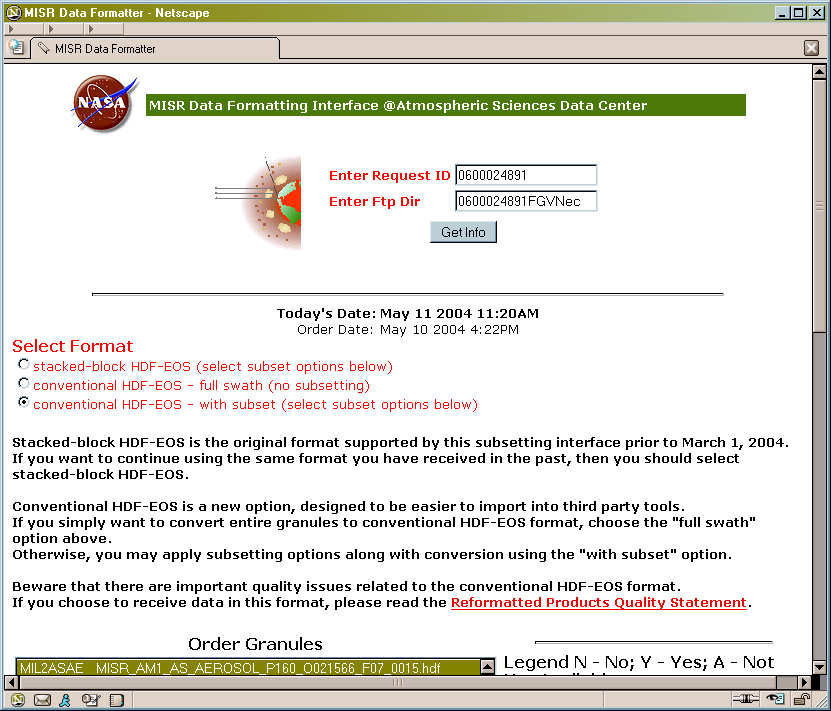 MISR Data Formatter - Netscape
MISR Data Formatter
NASA
MISR Data Formatting Interface @Atmospheric Sciences Data Center
Enter Request ID 0600024891
Enter Ftp Dir 0600024891FGVNec
Get Info
Today's Date: May 11 2004 11:20AM
Order Date: May 10 2004 4:22PM
Select Format
stacked-block HDF-EOS (select subset options below)
conventional HDF-EOS - full swath (no subsetting)
conventional HDF-EOS - with subset (select subset options below)
Stacked-block HDF-EOS is the original format supported by this subsetting interface prior to March 1, 2004.
If you want to continue using the same format you have received in the past, then you should select
stacked-block HDF-EOS.
Conventional HDF-EOS is a new option, designed to be easier to import into third party tools.
If you simply want to convert entire granules to conventional HDF-EOS format, choose the "full swath"
option above.
Otherwise, you may apply subsetting options along with conversion using the "with subset" option.
Beware that there are important quality issues related to the conventional HDF-EOS format.
If you choose to receive data in this format, please read the Reformatted Products Quality Statement.
Order Granules
MIL2ASAE MISR_AM1_AS_AEROSOL_P160_O021566_F07_0015.hdf
Legend N - No; Y - Yes; A - Not